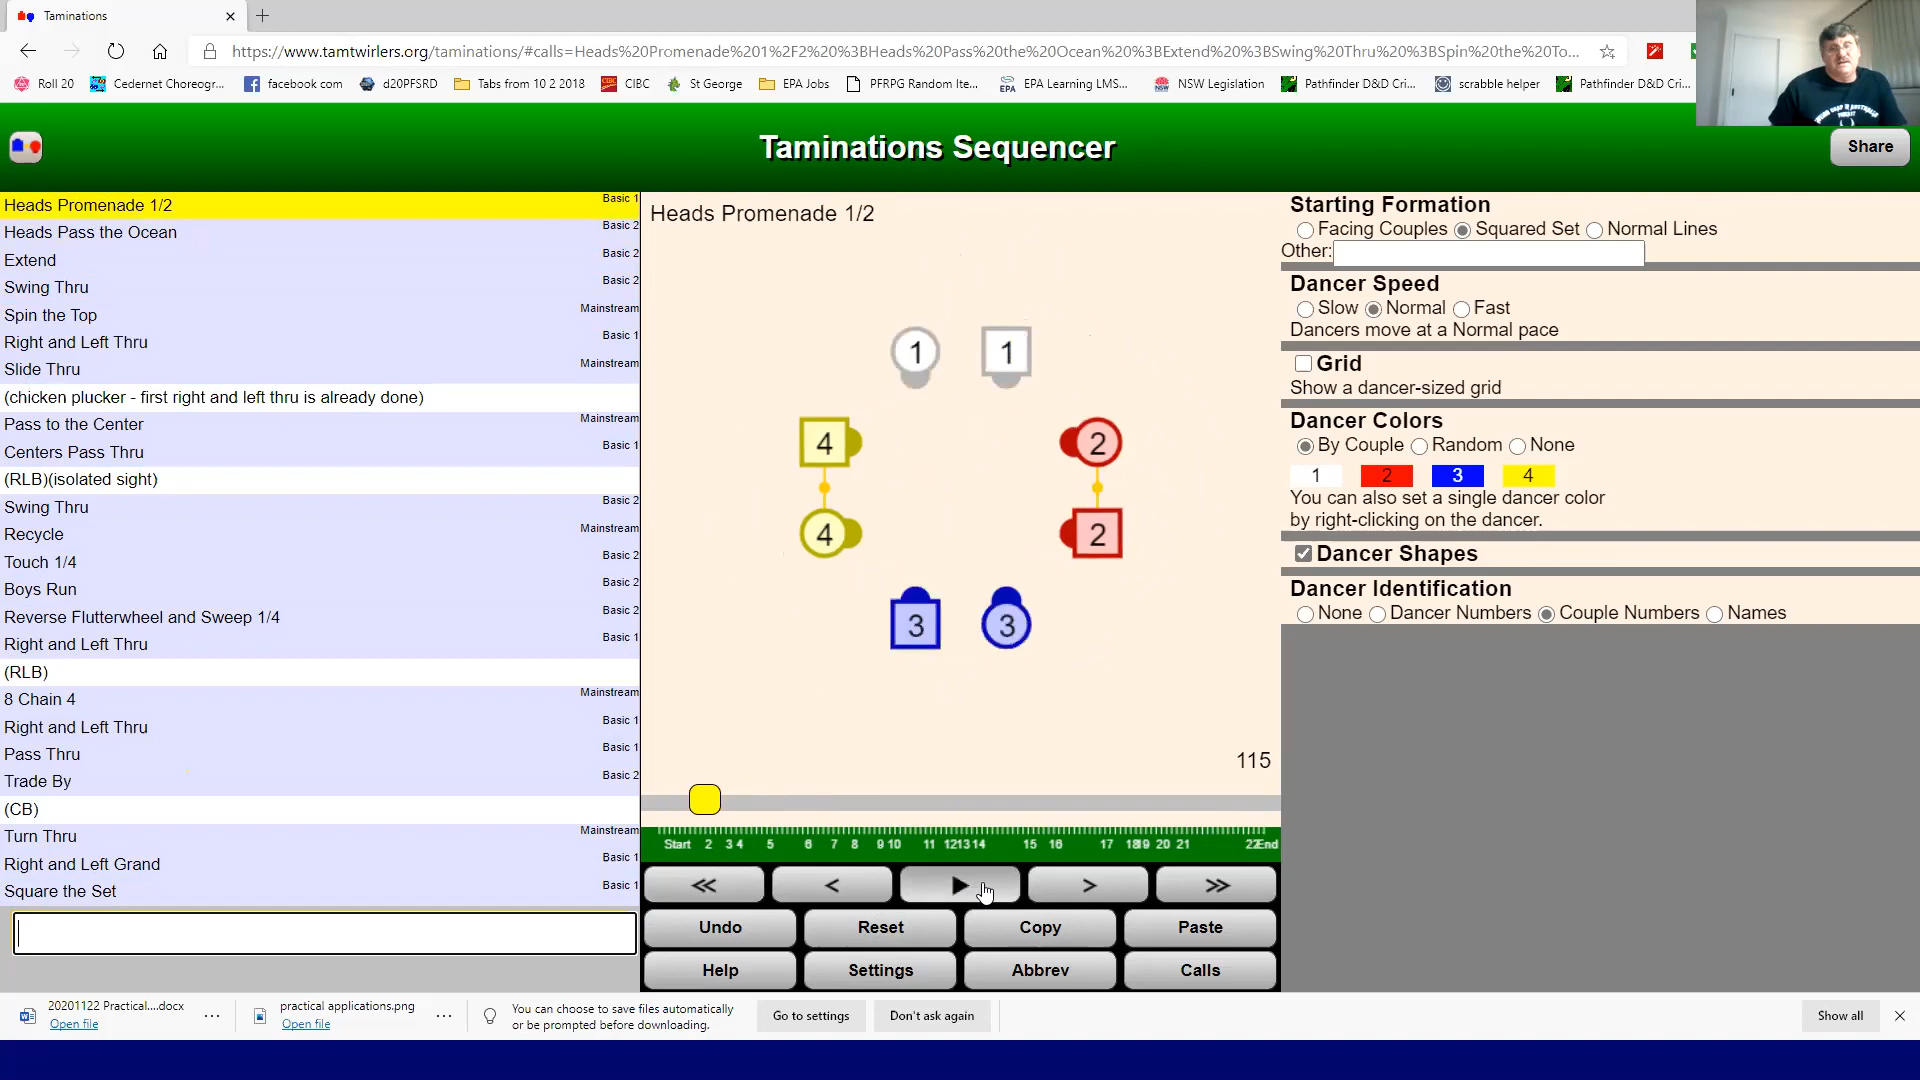 Taminations
https://www.tamtwirlers.org/taminations/#calls=Heads%20Promenade%201%2F2%20%3BHeads%20Pass%20the%20Ocean%20%3BExtend%20%3BSwing%20Thru%20%3BSpin%20the%20To...
Roll 20 Cedernet Choreogr... facebook.com d20PFSRD Tabs from 10 2 2018 CIBC St George EPA Jobs PFRPG Random Ite... EPA Learning LMS... NSW Legislation Pathfinder D&D Cri... scrabble helper Pathfinder D&D Cri...
Taminations Sequencer
Share
Heads Promenade 1/2 Basic 1
Heads Pass the Ocean Basic 2
Extend Basic 2
Swing Thru Basic 2
Spin the Top Mainstream
Right and Left Thru Basic 1
Slide Thru Mainstream
(chicken plucker - first right and left thru is already done)
Pass to the Center Mainstream
Centers Pass Thru Basic 1
(RLB)(isolated sight)
Swing Thru Basic 2
Recycle Mainstream
Touch 1/4 Basic 2
Boys Run Basic 2
Reverse Flutterwheel and Sweep 1/4 Basic 2
Right and Left Thru Basic 1
(RLB)
8 Chain 4 Mainstream
Right and Left Thru Basic 1
Pass Thru Basic 1
Trade By Basic 2
(CB)
Turn Thru Mainstream
Right and Left Grand Basic 1
Square the Set Basic 1
Heads Promenade 1/2
1 1
4 2
4 2
3 3
115
Start 2 3 4 5 6 7 8 9 10 11 12 13 14 15 16 17 18 19 20 21 22 End
<< < > >>
Undo Reset Copy Paste
Help Settings Abbrev Calls
Starting Formation
Facing Couples Squared Set Normal Lines
Other:
Dancer Speed
Slow Normal Fast
Dancers move at a Normal pace
Grid
Show a dancer-sized grid
Dancer Colors
By Couple Random None
1 2 3 4
You can also set a single dancer color
by right-clicking on the dancer.
Dancer Shapes
Dancer Identification
None Dancer Numbers Couple Numbers Names
20201122 Practical....docx
Open file
practical applications.png
Open file
You can choose to save files automatically
or be prompted before downloading.
Go to settings
Don't ask again
Show all